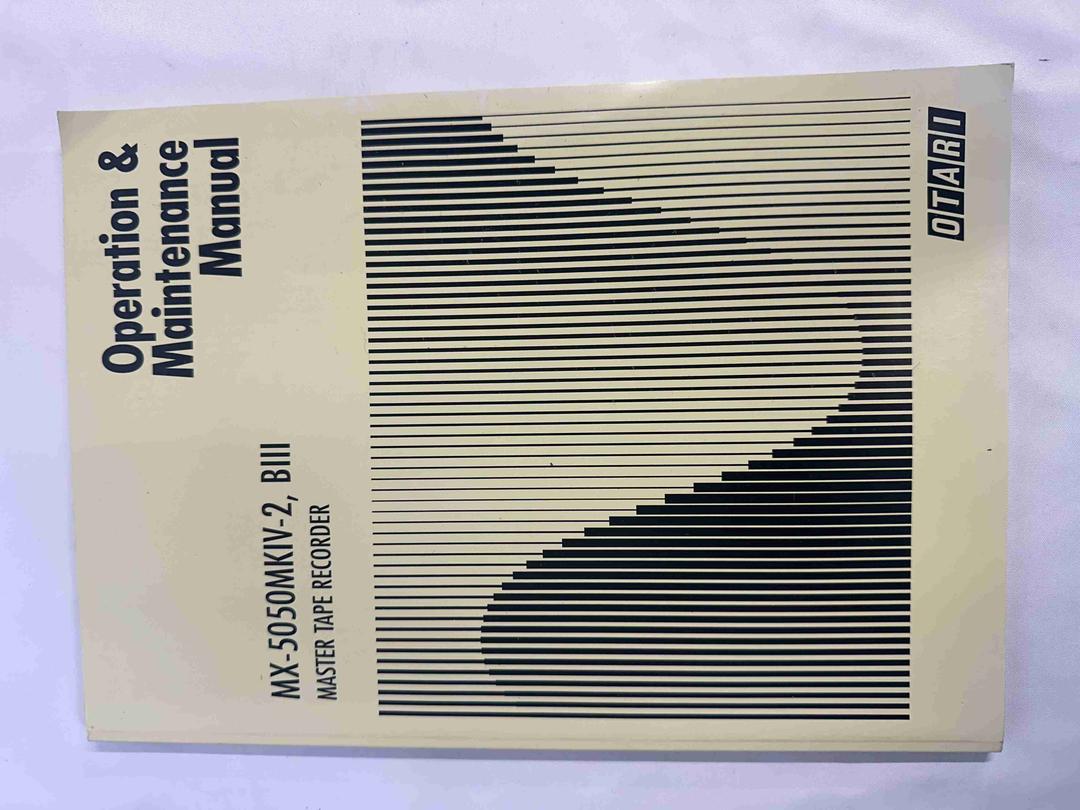 Operation &
Maintenance
Manual
MX-5050MKIV-2, BIII
MASTER TAPE RECORDER
OTARI